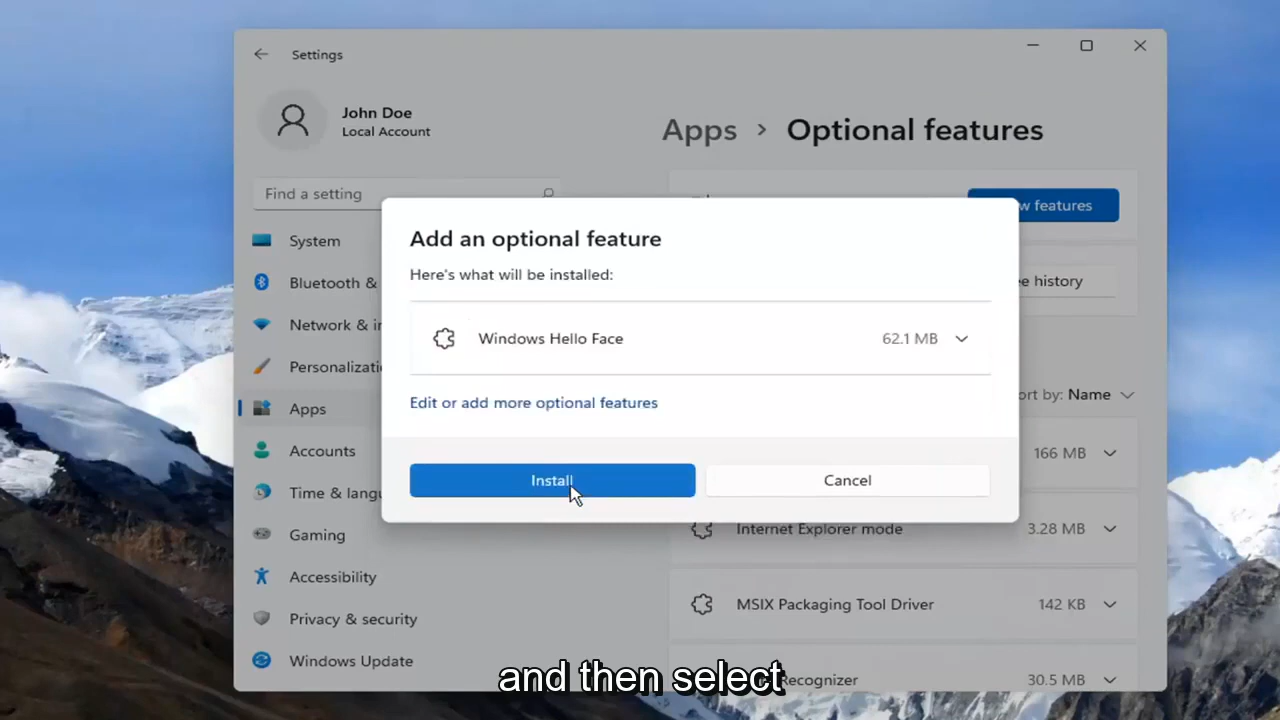 Settings
John Doe
Local Account
Find a setting
Apps > Optional features
w features
e history
System
Bluetooth &
Network & i
Personalizati
Apps
Accounts
Time & langu
Gaming
Accessibility
Privacy & security
Windows Update
Add an optional feature
Here's what will be installed:
Windows Hello Face 62.1 MB
Edit or add more optional features
Install Cancel
ort by: Name
166 MB
Internet Explorer mode 3.28 MB
MSIX Packaging Tool Driver 142 KB
Recognizer 30.5 MB
and then select